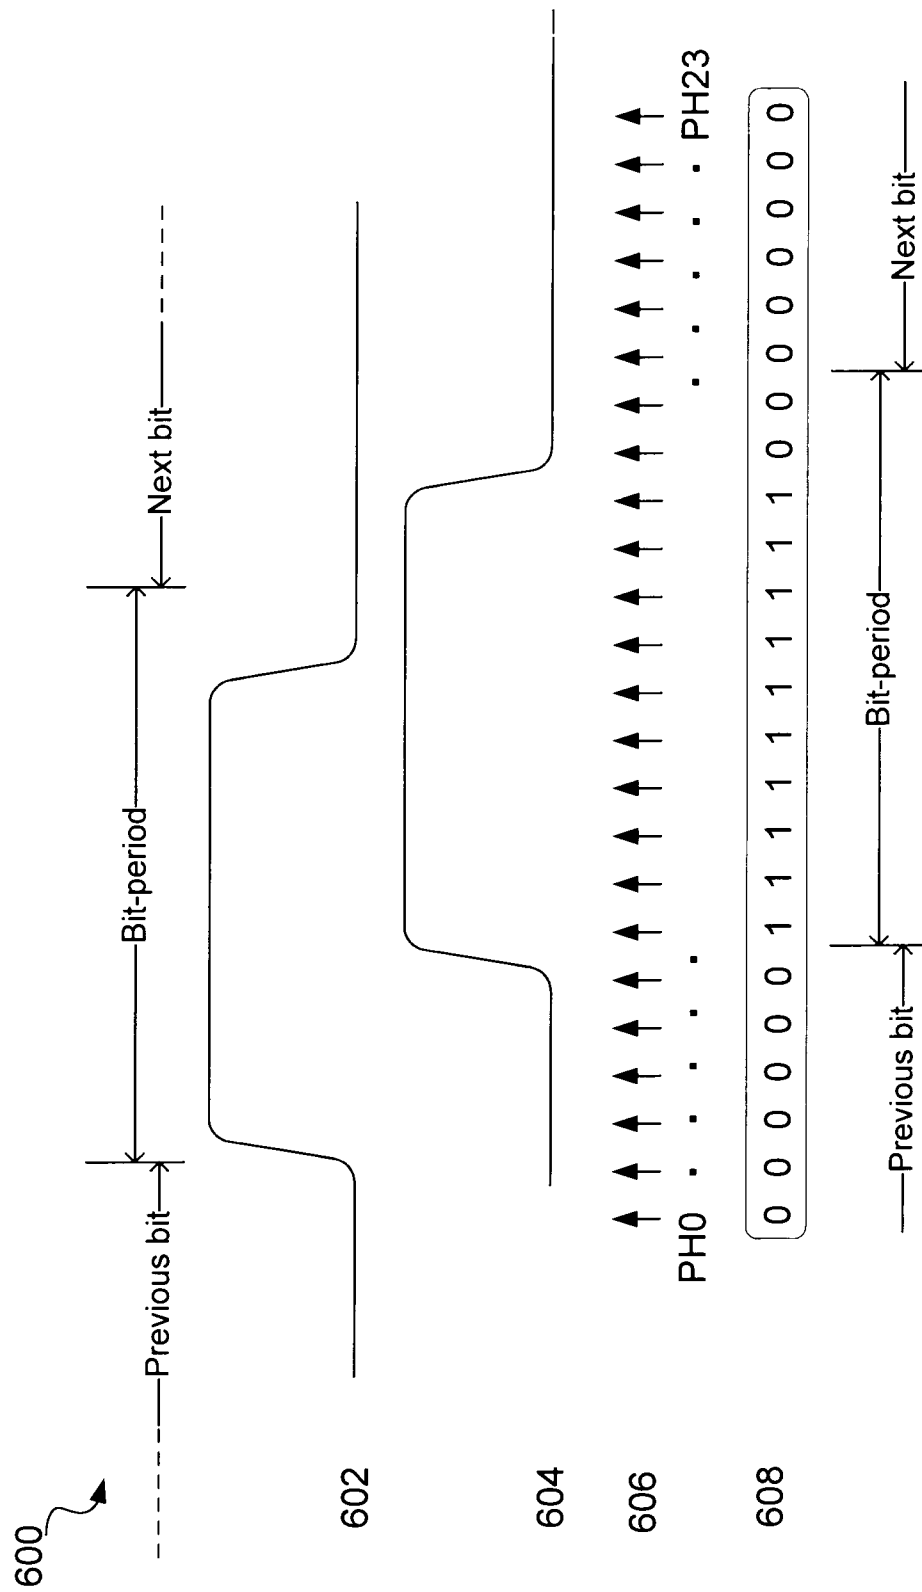 600
Bit-period
Previous bit Next bit
602
604
606
PH0 . . . . . . . . . . PH23
608 0 0 0 0 0 0 1 1 1 1 1 1 1 1 1 1 0 0 0 0 0 0 0 0
Bit-period
Previous bit Next bit